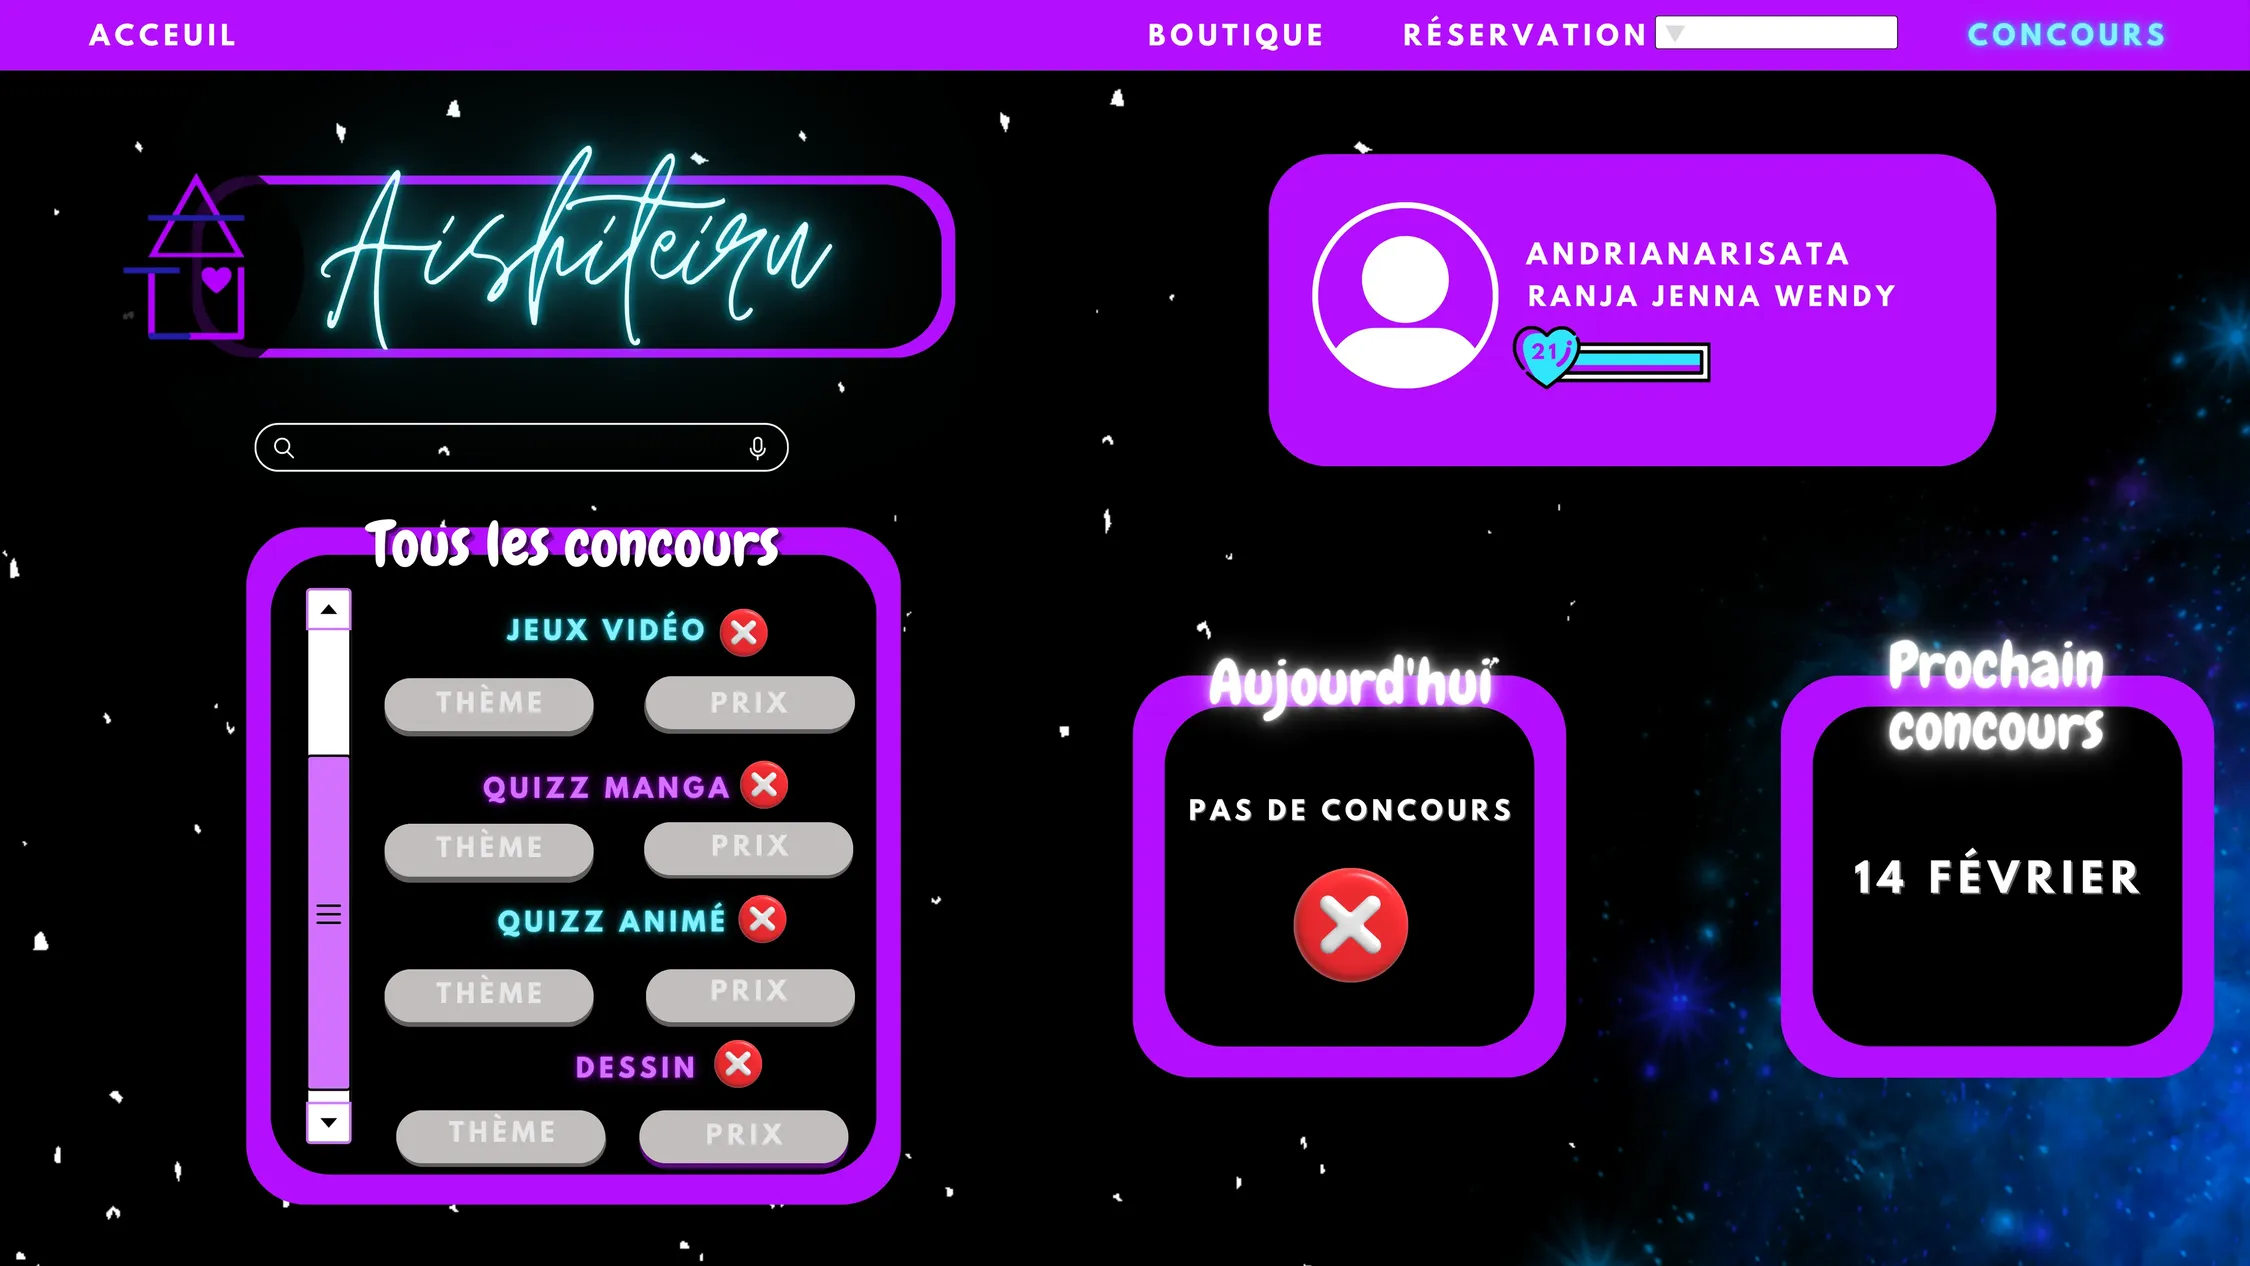 ACCEUIL
BOUTIQUE
RÉSERVATION
CONCOURS
Aishiteiru
ANDRIANARISATA
RANJA JENNA WENDY
21j
Tous les concours
JEUX VIDÉO
THÈME
PRIX
QUIZZ MANGA
THÈME
PRIX
QUIZZ ANIMÉ
THÈME
PRIX
DESSIN
THÈME
PRIX
Aujourd'hui
PAS DE CONCOURS
Prochain
concours
14 FÉVRIER